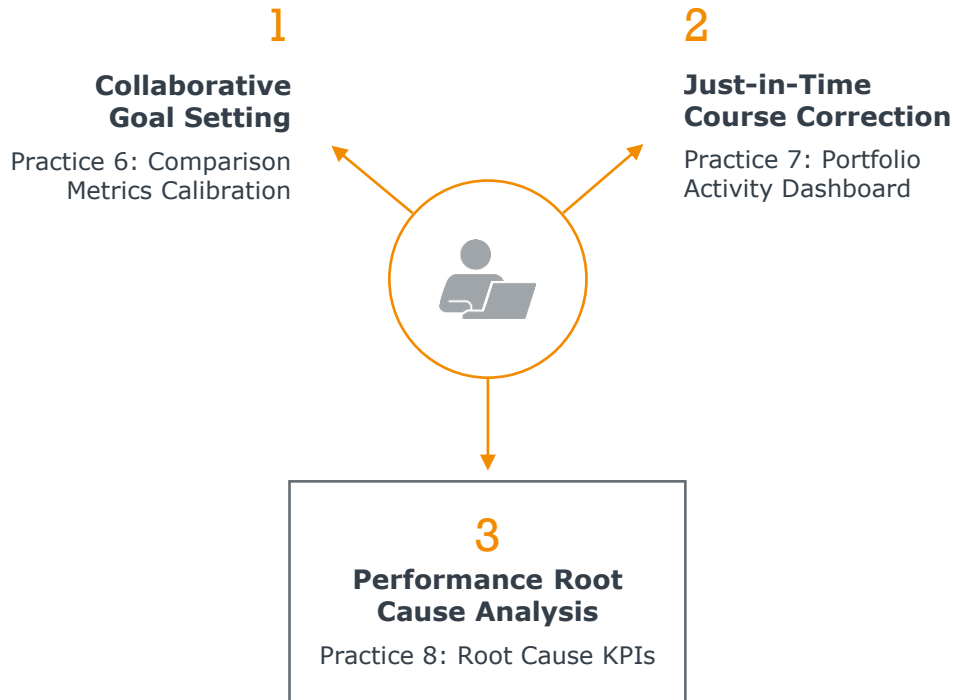 1
Collaborative
Goal Setting
Practice 6: Comparison
Metrics Calibration
2
Just-in-Time
Course Correction
Practice 7: Portfolio
Activity Dashboard
3
Performance Root
Cause Analysis
Practice 8: Root Cause KPIs